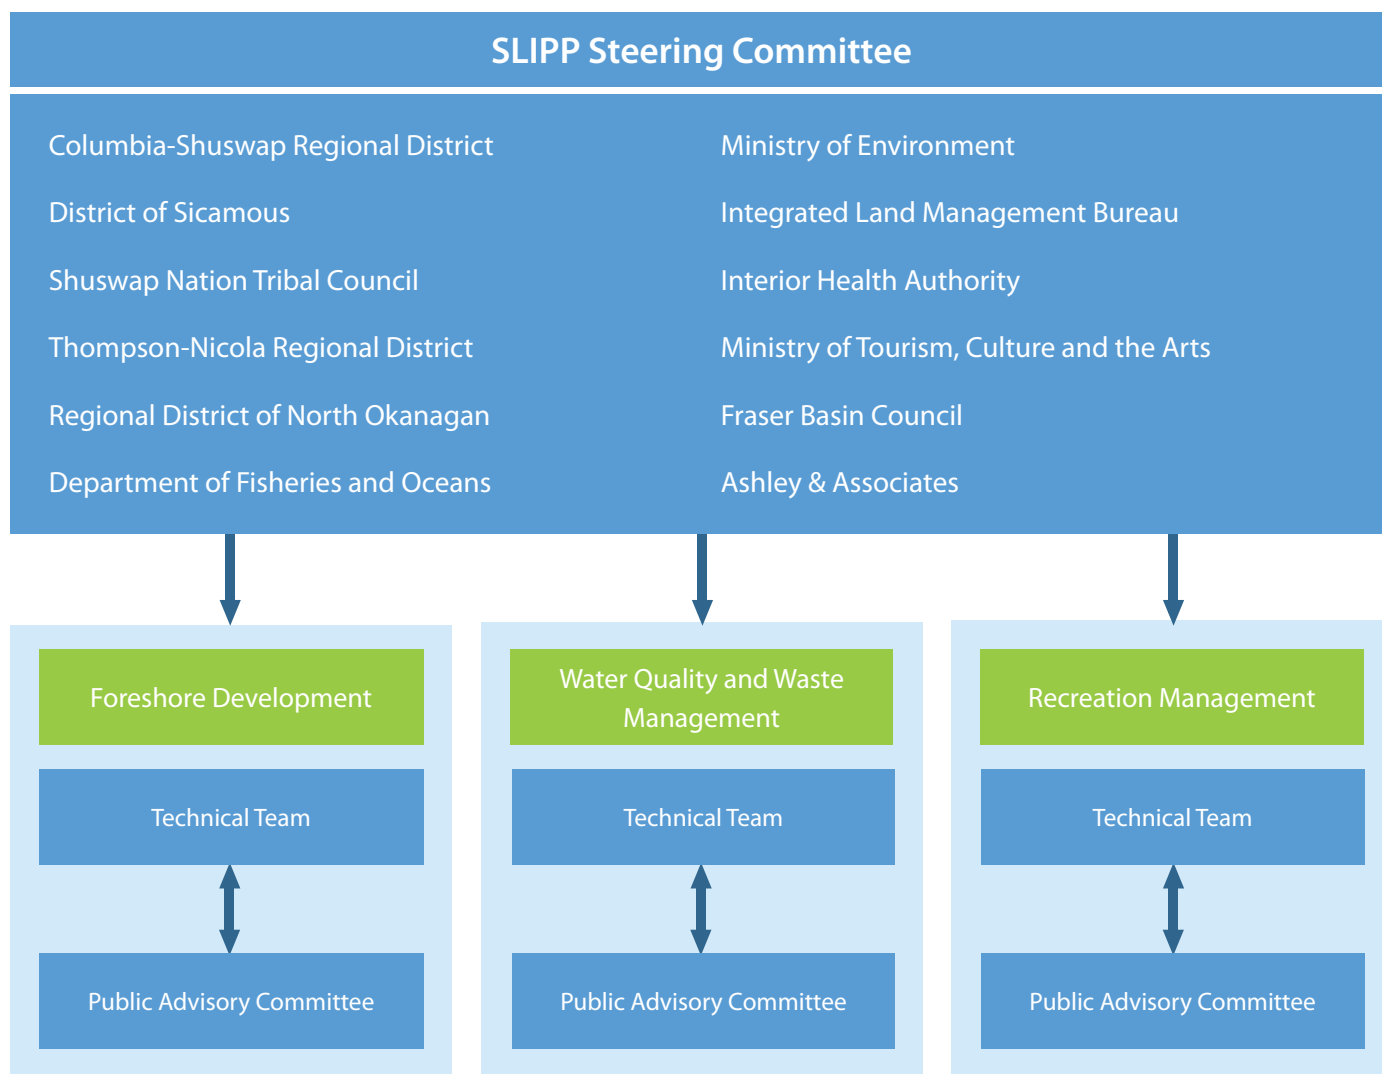 SLIPP Steering Committee
Columbia-Shuswap Regional District
District of Sicamous
Shuswap Nation Tribal Council
Thompson-Nicola Regional District
Regional District of North Okanagan
Department of Fisheries and Oceans
Ministry of Environment
Integrated Land Management Bureau
Interior Health Authority
Ministry of Tourism, Culture and the Arts
Fraser Basin Council
Ashley & Associates
Foreshore Development
Technical Team
Public Advisory Committee
Water Quality and Waste
Management
Technical Team
Public Advisory Committee
Recreation Management
Technical Team
Public Advisory Committee